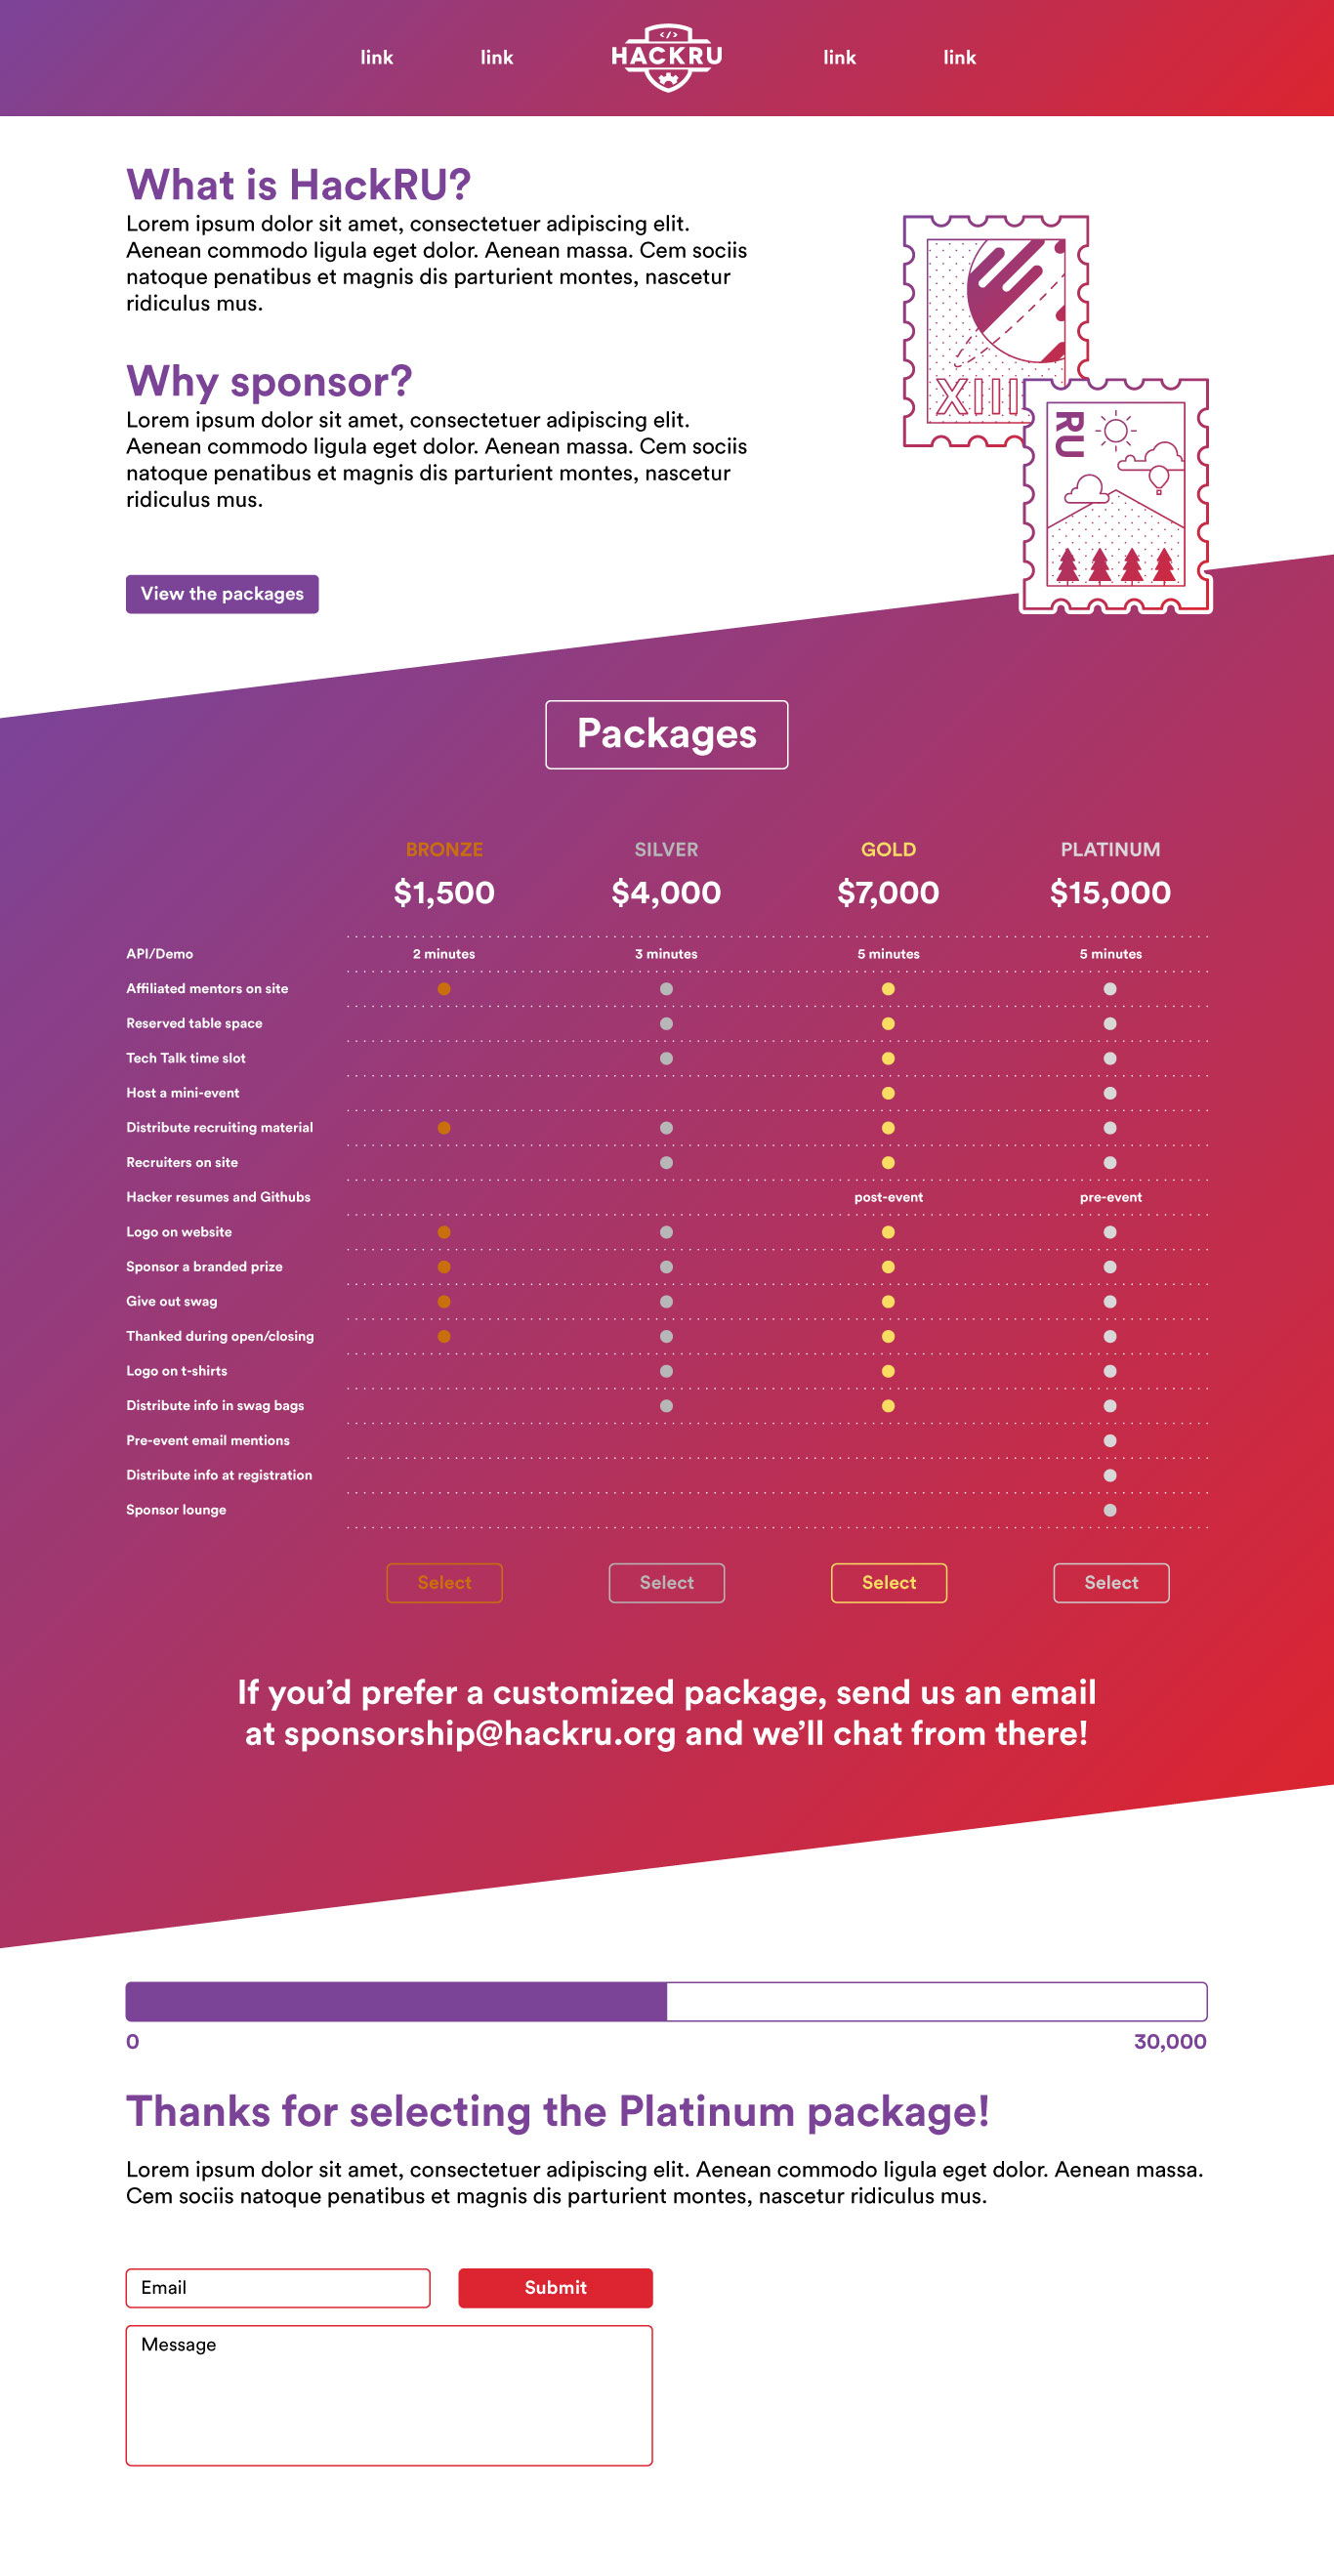 link
link
</>
HACKRU
link
link
What is HackRU?
Lorem ipsum dolor sit amet, consectetuer adipiscing elit.
Aenean commodo ligula eget dolor. Aenean massa. Cem sociis
natoque penatibus et magnis dis parturient montes, nascetur
ridiculus mus.
XIII
RU
Why sponsor?
Lorem ipsum dolor sit amet, consectetuer adipiscing elit.
Aenean commodo ligula eget dolor. Aenean massa. Cem sociis
natoque penatibus et magnis dis parturient montes, nascetur
ridiculus mus.
View the packages
Packages
BRONZE SILVER GOLD PLATINUM
$1,500 $4,000 $7,000 $15,000
API/Demo 2 minutes 3 minutes 5 minutes 5 minutes
Affiliated mentors on site
Reserved table space
Tech Talk time slot
Host a mini-event
Distribute recruiting material
Recruiters on site
Hacker resumes and Githubs post-event pre-event
Logo on website
Sponsor a branded prize
Give out swag
Thanked during open/closing
Logo on t-shirts
Distribute info in swag bags
Pre-event email mentions
Distribute info at registration
Sponsor lounge
Select Select Select Select
If you’d prefer a customized package, send us an email
at sponsorship@hackru.org and we’ll chat from there!
0 30,000
Thanks for selecting the Platinum package!
Lorem ipsum dolor sit amet, consectetuer adipiscing elit. Aenean commodo ligula eget dolor. Aenean massa.
Cem sociis natoque penatibus et magnis dis parturient montes, nascetur ridiculus mus.
Email
Submit
Message